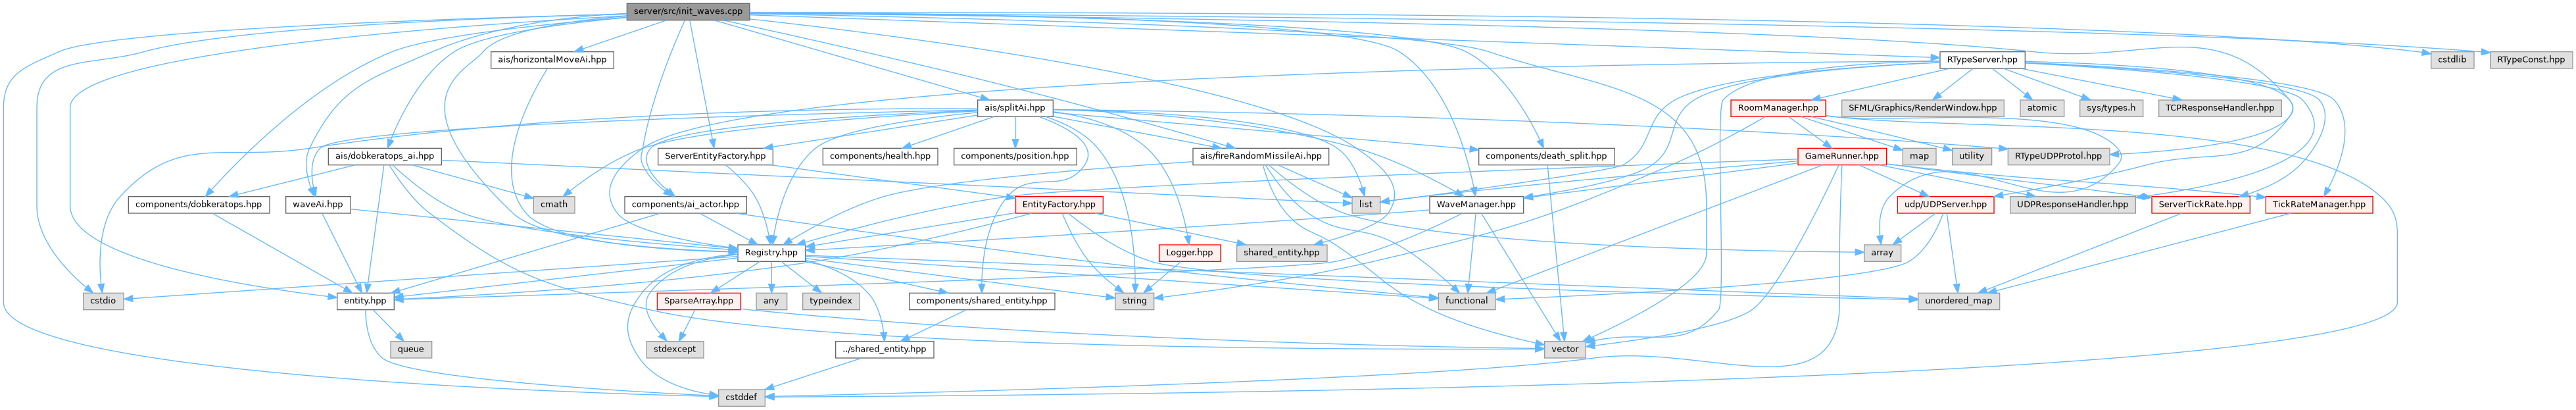 server/src/init_waves.cpp
ais/horizontalMoveAi.hpp
RTypeServer.hpp
cstdlib
RTypeConst.hpp
ais/splitAi.hpp
RoomManager.hpp
SFML/Graphics/RenderWindow.hpp
atomic
sys/types.h
TCPResponseHandler.hpp
ais/dobkeratops_ai.hpp
ServerEntityFactory.hpp
components/health.hpp
components/position.hpp
ais/fireRandomMissileAi.hpp
components/death_split.hpp
GameRunner.hpp
map
utility
RTypeUDPProtol.hpp
components/dobkeratops.hpp
waveAi.hpp
cmath
components/ai_actor.hpp
EntityFactory.hpp
list
WaveManager.hpp
udp/UDPServer.hpp
UDPResponseHandler.hpp
ServerTickRate.hpp
TickRateManager.hpp
Registry.hpp
Logger.hpp
shared_entity.hpp
array
cstdio
entity.hpp
SparseArray.hpp
any
typeindex
components/shared_entity.hpp
string
functional
unordered_map
queue
stdexcept
../shared_entity.hpp
vector
cstddef